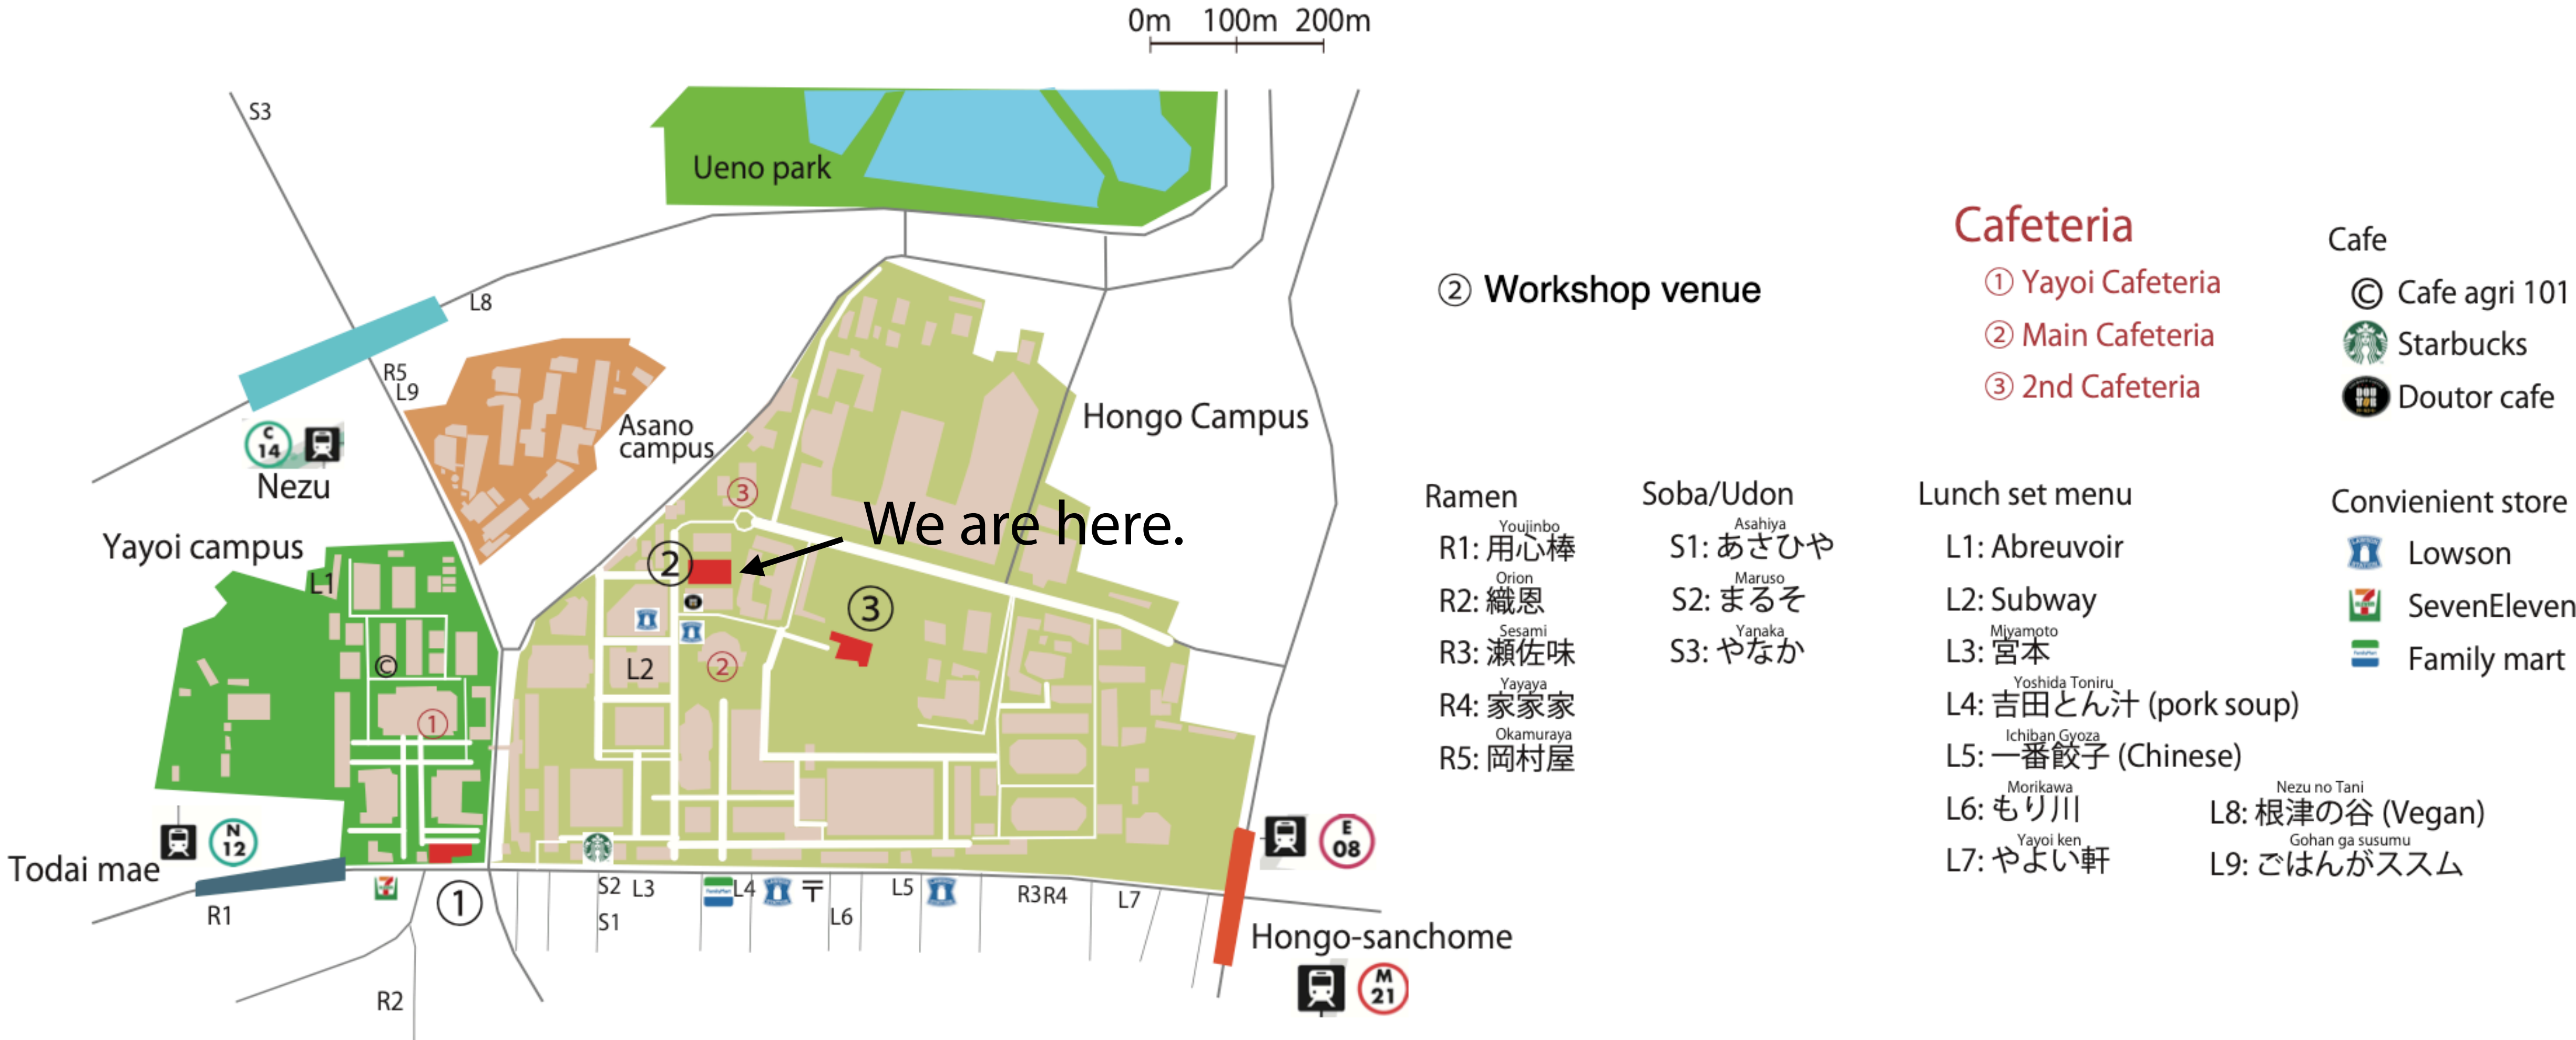 0m 100m 200m
S3
Ueno park
L8
R5
L9
Asano
campus
Hongo Campus
C
14
Nezu
Yayoi campus
③
We are here.
②
③
L1
©
L2
②
①
N
12
Todai mae
R1
①
R2
S2 L3
S1
FamilyMart
L4
〒
L6
L5
R3 R4
L7
E
08
Hongo-sanchome
M
21
② Workshop venue
Cafeteria
① Yayoi Cafeteria
② Main Cafeteria
③ 2nd Cafeteria
Cafe
© Cafe agri 101
Starbucks
Doutor cafe
Ramen
Youjinbo
R1: 用心棒
Orion
R2: 織恩
Sesami
R3: 瀬佐味
Yayaya
R4: 家家家
Okamuraya
R5: 岡村屋
Soba/Udon
Asahiya
S1: あさひや
Maruso
S2: まるそ
Yanaka
S3: やなか
Lunch set menu
L1: Abreuvoir
L2: Subway
Miyamoto
L3: 宮本
Yoshida Toniru
L4: 吉田とん汁 (pork soup)
Ichiban Gyoza
L5: 一番餃子 (Chinese)
Morikawa
L6: もり川
Yayoi ken
L7: やよい軒
Nezu no Tani
L8: 根津の谷 (Vegan)
Gohan ga susumu
L9: ごはんがススム
Convienient store
Lowson
SevenEleven
Family mart